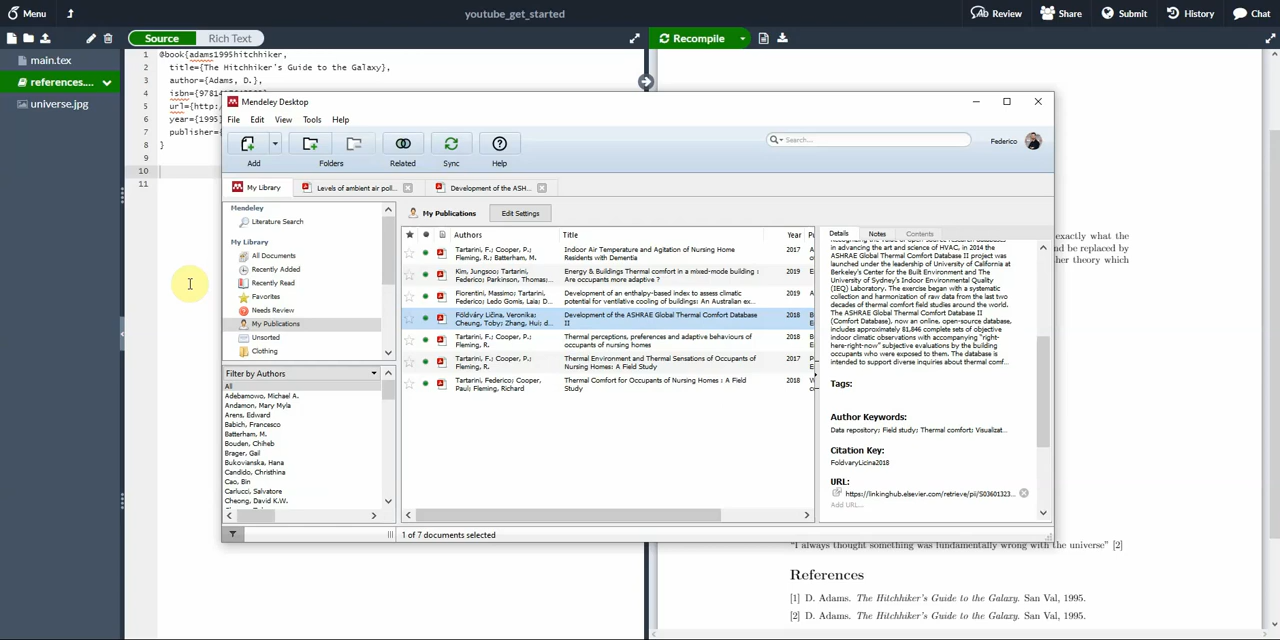 Menu
youtube_get_started
Review
Share
Submit
History
Chat
Source
Rich Text
Recompile
main.tex
references....
universe.jpg
1 @book{adams1995hitchhiker,
2 title={The Hitchhiker's Guide to the Galaxy},
3 author={Adams, D.},
4 isbn={9781
5 url={http:/
6 year={1995}
7 publisher={
8 }
9
10
11
Mendeley Desktop
File Edit View Tools Help
Search...
Federico
Add Folders Related Sync Help
My Library
Levels of ambient air poll...
Development of the ASH...
Mendeley
Literature Search
My Library
All Documents
Recently Added
Recently Read
Favorites
Needs Review
My Publications
Unsorted
Clothing
Filter by Authors
All
Adebamowo, Michael A.
Andamon, Mary Myla
Arens, Edward
Babich, Francesco
Batterham, M.
Bouden, Chiheb
Brager, Gail
Bukovianska, Hana
Candido, Christhina
Cao, Bin
Carlucci, Salvatore
Cheong, David K.W.
My Publications
Edit Settings
Authors Title Year
Tartarini, F.; Cooper, P.; Indoor Air Temperature and Agitation of Nursing Home 2017
Fleming, R.; Batterham, M. Residents with Dementia
Kim, Jungsoo; Tartarini, Energy & Buildings Thermal comfort in a mixed-mode building : 2019
Federico; Parkinson, Thomas; Are occupants more adaptive ?
Fiorentini, Massimo; Tartarini, Development of an enthalpy-based index to assess climatic 2019
Federico; Ledo Gomis, Laia; d... potential for ventilative cooling of buildings: An Australian ex...
Földváry Ličina, Veronika; Development of the ASHRAE Global Thermal Comfort Database 2018
Cheung, Toby; Zhang, Hui; d... II
Tartarini, F.; Cooper, P.; Thermal perceptions, preferences and adaptive behaviours of 2018
Fleming, R. occupants of nursing homes
Tartarini, F.; Cooper, P.; Thermal Environment and Thermal Sensations of Occupants of 2017
Fleming, R. Nursing Homes: A Field Study
Tartarini, Federico; Cooper, Thermal Comfort for Occupants of Nursing Homes : A Field 2018
Paul; Fleming, Richard Study
1 of 7 documents selected
Details Notes Contents
in advancing the art and science of HVAC, in 2014 the
ASHRAE Global Thermal Comfort Database II project was
launched under the leadership of University of California at
Berkeley's Center for the Built Environment and The
University of Sydney's Indoor Environmental Quality
(IEQ) Laboratory. The exercise began with a systematic
collection and harmonization of raw data from the last two
decades of thermal comfort field studies around the world.
The ASHRAE Global Thermal Comfort Database II
(Comfort Database), now an online, open-source database,
includes approximately 81,846 complete sets of objective
indoor climatic observations with accompanying "right-
here-right-now" subjective evaluations by the building
occupants who were exposed to them. The database is
intended to support diverse inquiries about thermal comf...
Tags:
Author Keywords:
Data repository; Field study; Thermal comfort; Visualizat...
Citation Key:
FoldvaryLicina2018
URL:
https://linkinghub.elsevier.com/retrieve/pii/S03601323...
Add URL...
exactly what the
nd be replaced by
her theory which
"I always thought something was fundamentally wrong with the universe" [2]
References
[1] D. Adams. The Hitchhiker's Guide to the Galaxy. San Val, 1995.
[2] D. Adams. The Hitchhiker's Guide to the Galaxy. San Val, 1995.